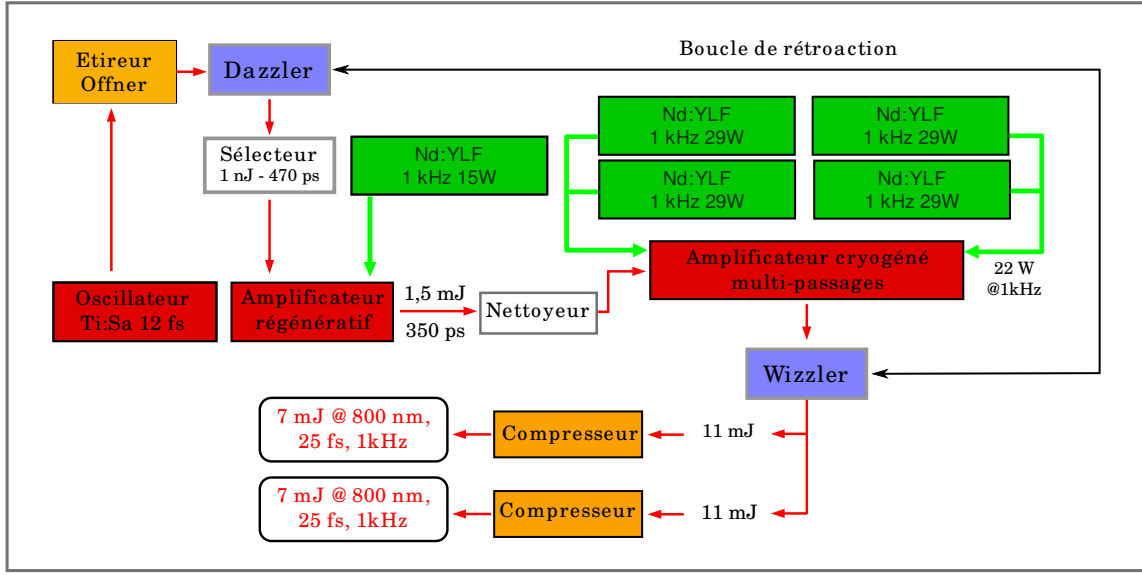 Boucle de rétroaction
Etireur
Offner
Dazzler
Nd:YLF
1 kHz 29W
Nd:YLF
1 kHz 29W
Sélecteur
1 nJ - 470 ps
Nd:YLF
1 kHz 15W
Nd:YLF
1 kHz 29W
Nd:YLF
1 kHz 29W
Amplificateur cryogéné
multi-passages
22 W
@1kHz
Oscillateur
Ti:Sa 12 fs
Amplificateur
régénératif
1,5 mJ
350 ps
Nettoyeur
Wizzler
7 mJ @ 800 nm,
25 fs, 1kHz
Compresseur
11 mJ
7 mJ @ 800 nm,
25 fs, 1kHz
Compresseur
11 mJ